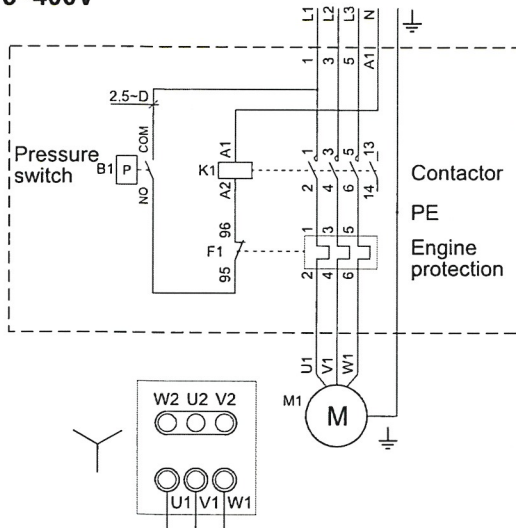 L1 L2 L3 N
1 3 5 A1
2.5~D
COM
A1
1 3 5 13
Pressure
switch
B1 P
K1
Contactor
NO
A2
2 4 6 14
PE
96
1 3 5
F1
Engine
protection
95
2 4 6
U1 V1 W1
M1
M
W2 U2 V2
U1 V1 W1